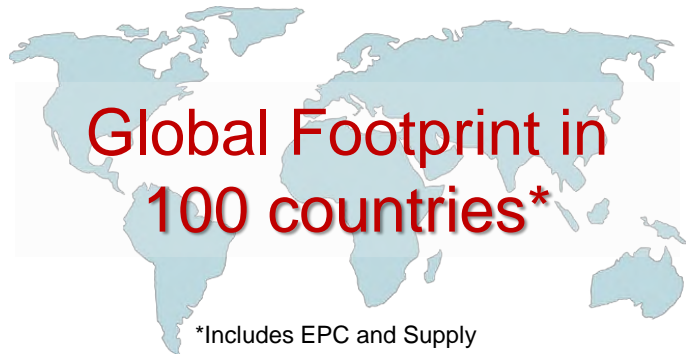 Global Footprint in
100 countries*
*Includes EPC and Supply